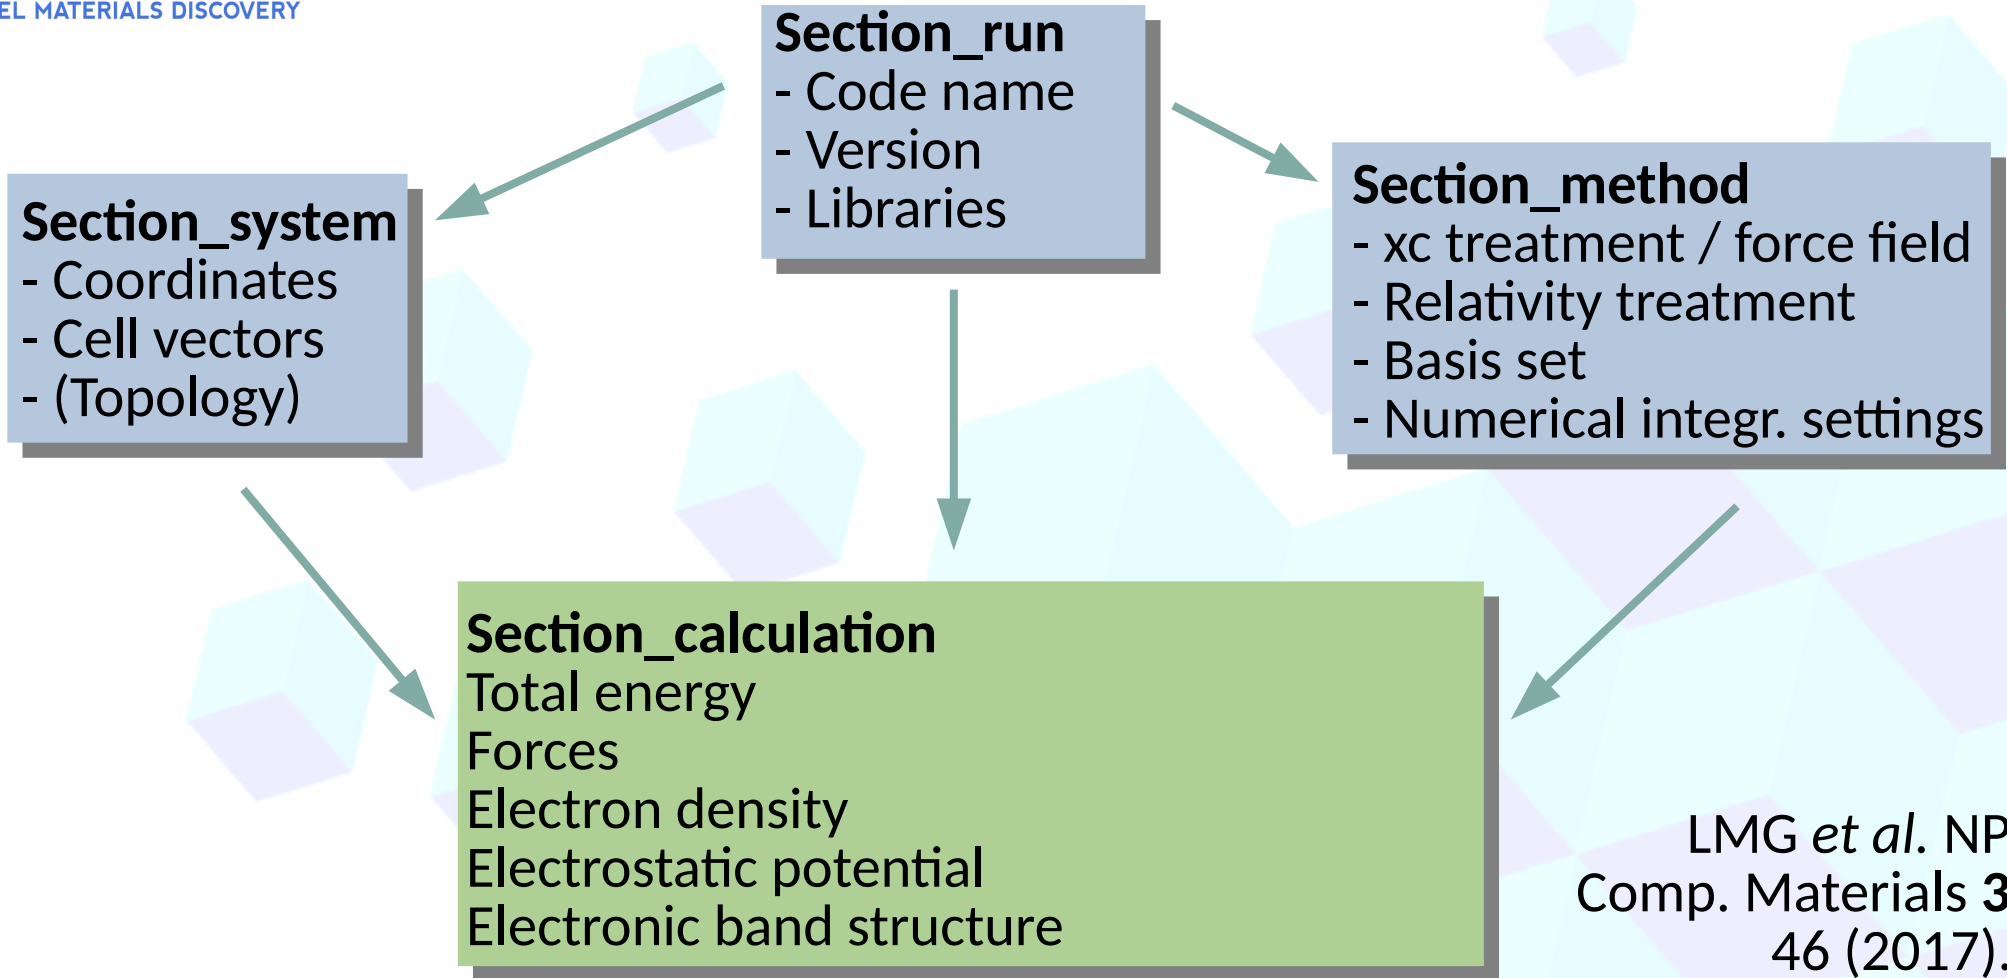 EL MATERIALS DISCOVERY
Section_run
- Code name
- Version
- Libraries
Section_system
- Coordinates
- Cell vectors
- (Topology)
Section_method
- xc treatment / force field
- Relativity treatment
- Basis set
- Numerical integr. settings
Section_calculation
Total energy
Forces
Electron density
Electrostatic potential
Electronic band structure
LMG et al. NP
Comp. Materials 3
46 (2017).